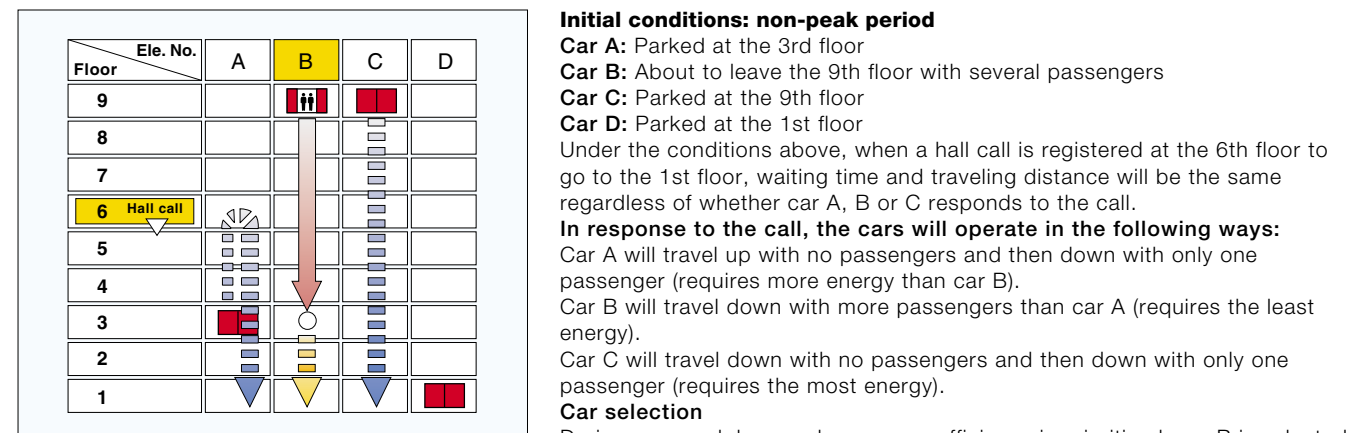 Ele. No.
Floor
A
B
C
D
9
8
7
6 Hall call
5
4
3
2
1
Initial conditions: non-peak period
Car A: Parked at the 3rd floor
Car B: About to leave the 9th floor with several passengers
Car C: Parked at the 9th floor
Car D: Parked at the 1st floor
Under the conditions above, when a hall call is registered at the 6th floor to
go to the 1st floor, waiting time and traveling distance will be the same
regardless of whether car A, B or C responds to the call.
In response to the call, the cars will operate in the following ways:
Car A will travel up with no passengers and then down with only one
passenger (requires more energy than car B).
Car B will travel down with more passengers than car A (requires the least
energy).
Car C will travel down with no passengers and then down with only one
passenger (requires the most energy).
Car selection